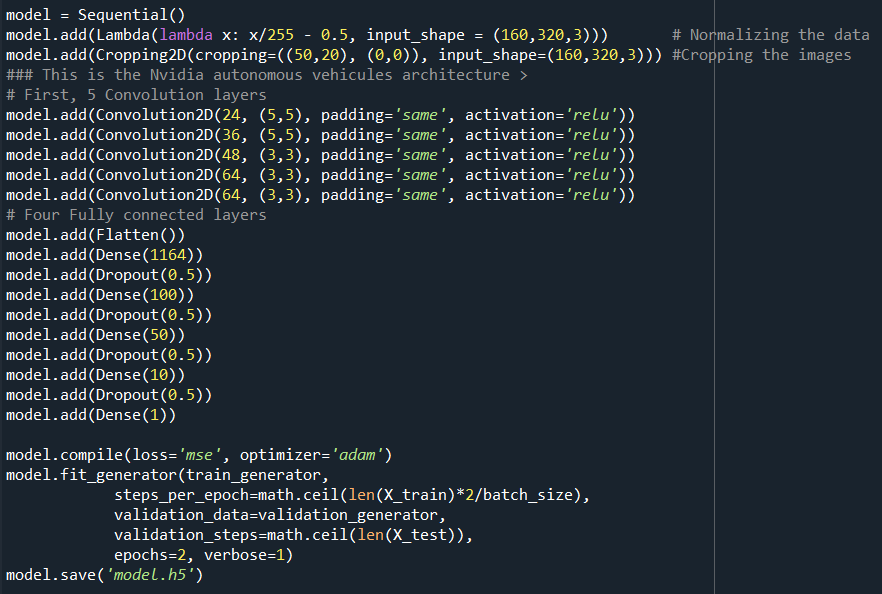 model = Sequential()
model.add(Lambda(lambda x: x/255 - 0.5, input_shape = (160,320,3))) # Normalizing the data
model.add(Cropping2D(cropping=((50,20), (0,0)), input_shape=(160,320,3))) #Cropping the images
### This is the Nvidia autonomous vehicules architecture >
# First, 5 Convolution layers
model.add(Convolution2D(24, (5,5), padding='same', activation='relu'))
model.add(Convolution2D(36, (5,5), padding='same', activation='relu'))
model.add(Convolution2D(48, (3,3), padding='same', activation='relu'))
model.add(Convolution2D(64, (3,3), padding='same', activation='relu'))
model.add(Convolution2D(64, (3,3), padding='same', activation='relu'))
# Four Fully connected layers
model.add(Flatten())
model.add(Dense(1164))
model.add(Dropout(0.5))
model.add(Dense(100))
model.add(Dropout(0.5))
model.add(Dense(50))
model.add(Dropout(0.5))
model.add(Dense(10))
model.add(Dropout(0.5))
model.add(Dense(1))

model.compile(loss='mse', optimizer='adam')
model.fit_generator(train_generator,
            steps_per_epoch=math.ceil(len(X_train)*2/batch_size),
            validation_data=validation_generator,
            validation_steps=math.ceil(len(X_test)),
            epochs=2, verbose=1)
model.save('model.h5')